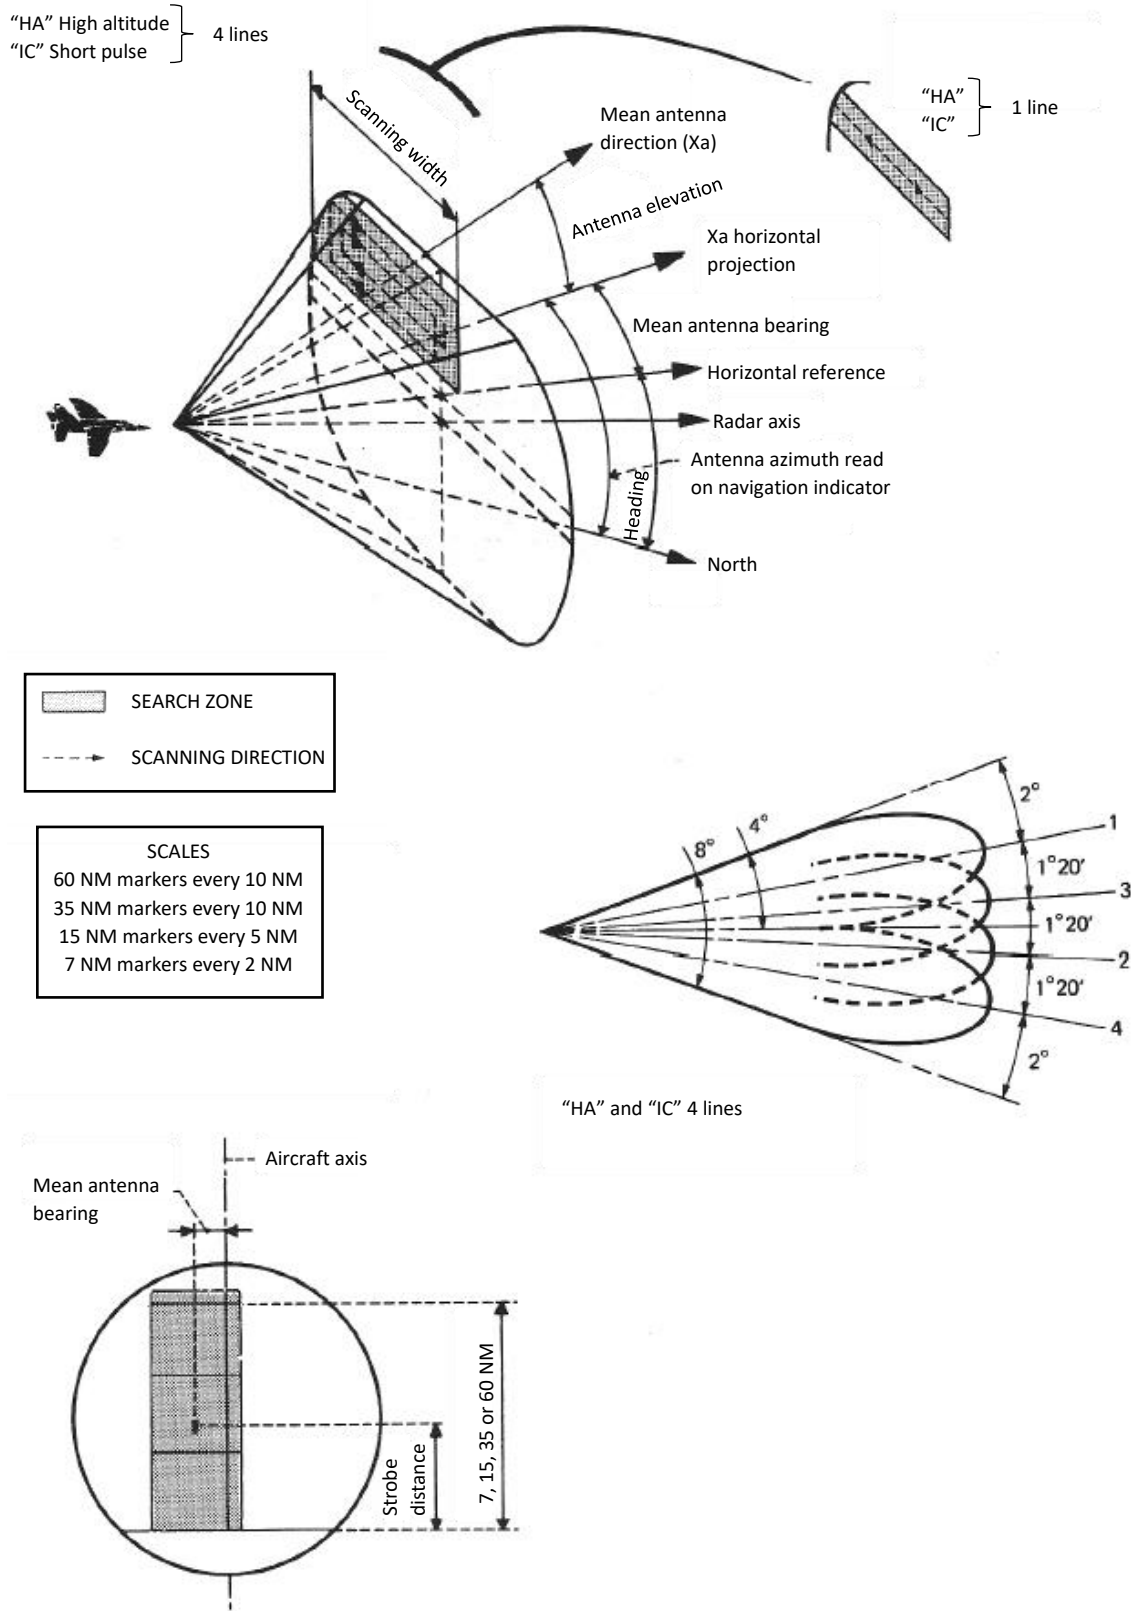 “HA” High altitude
“IC” Short pulse
4 lines
Scanning width
Mean antenna
direction (Xa)
“HA”
“IC”
1 line
Antenna elevation
Xa horizontal
projection
Mean antenna bearing
Horizontal reference
Radar axis
Antenna azimuth read
on navigation indicator
Heading
North
SEARCH ZONE
SCANNING DIRECTION
SCALES
60 NM markers every 10 NM
35 NM markers every 10 NM
15 NM markers every 5 NM
7 NM markers every 2 NM
2°
1
4°
8°
1°20'
3
1°20'
2
1°20'
4
2°
“HA” and “IC” 4 lines
Aircraft axis
Mean antenna
bearing
7, 15, 35 or 60 NM
Strobe
distance